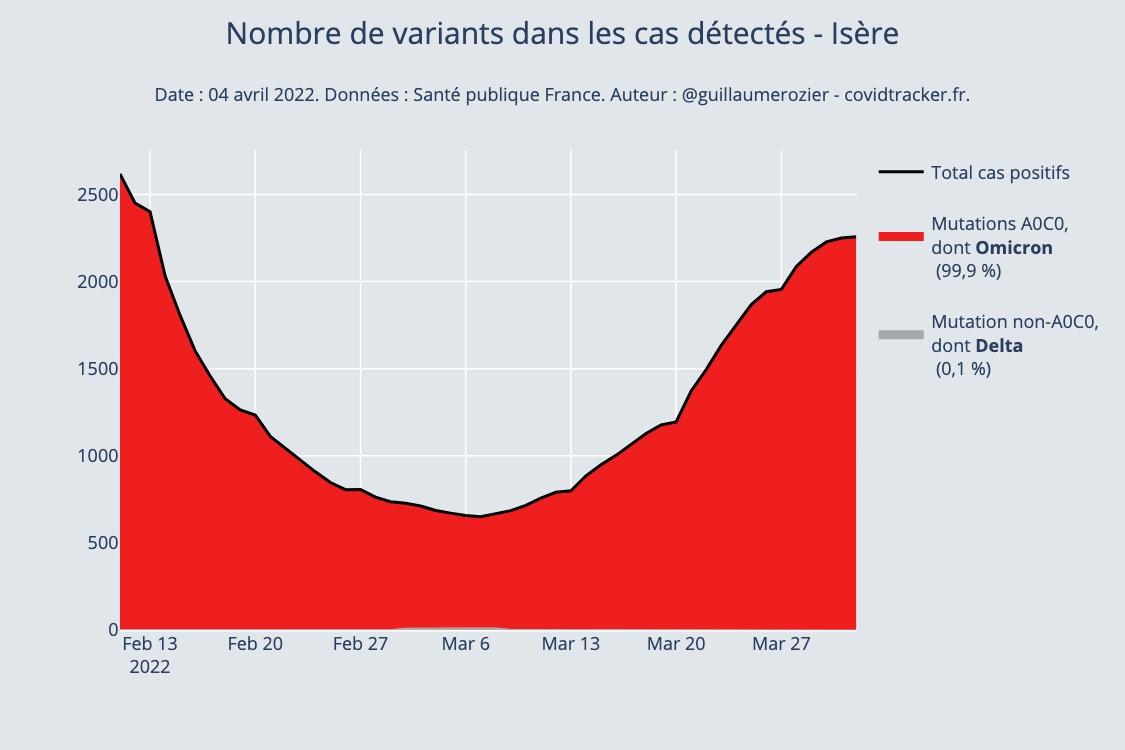 Nombre de variants dans les cas détectés - Isère
Date : 04 avril 2022. Données : Santé publique France. Auteur : @guillaumerozier - covidtracker.fr.
Total cas positifs
Mutations A0C0,
dont Omicron
(99,9 %)
Mutation non-A0C0,
dont Delta
(0,1 %)
2500
2000
1500
1000
500
0
Feb 13 Feb 20 Feb 27 Mar 6 Mar 13 Mar 20 Mar 27
2022